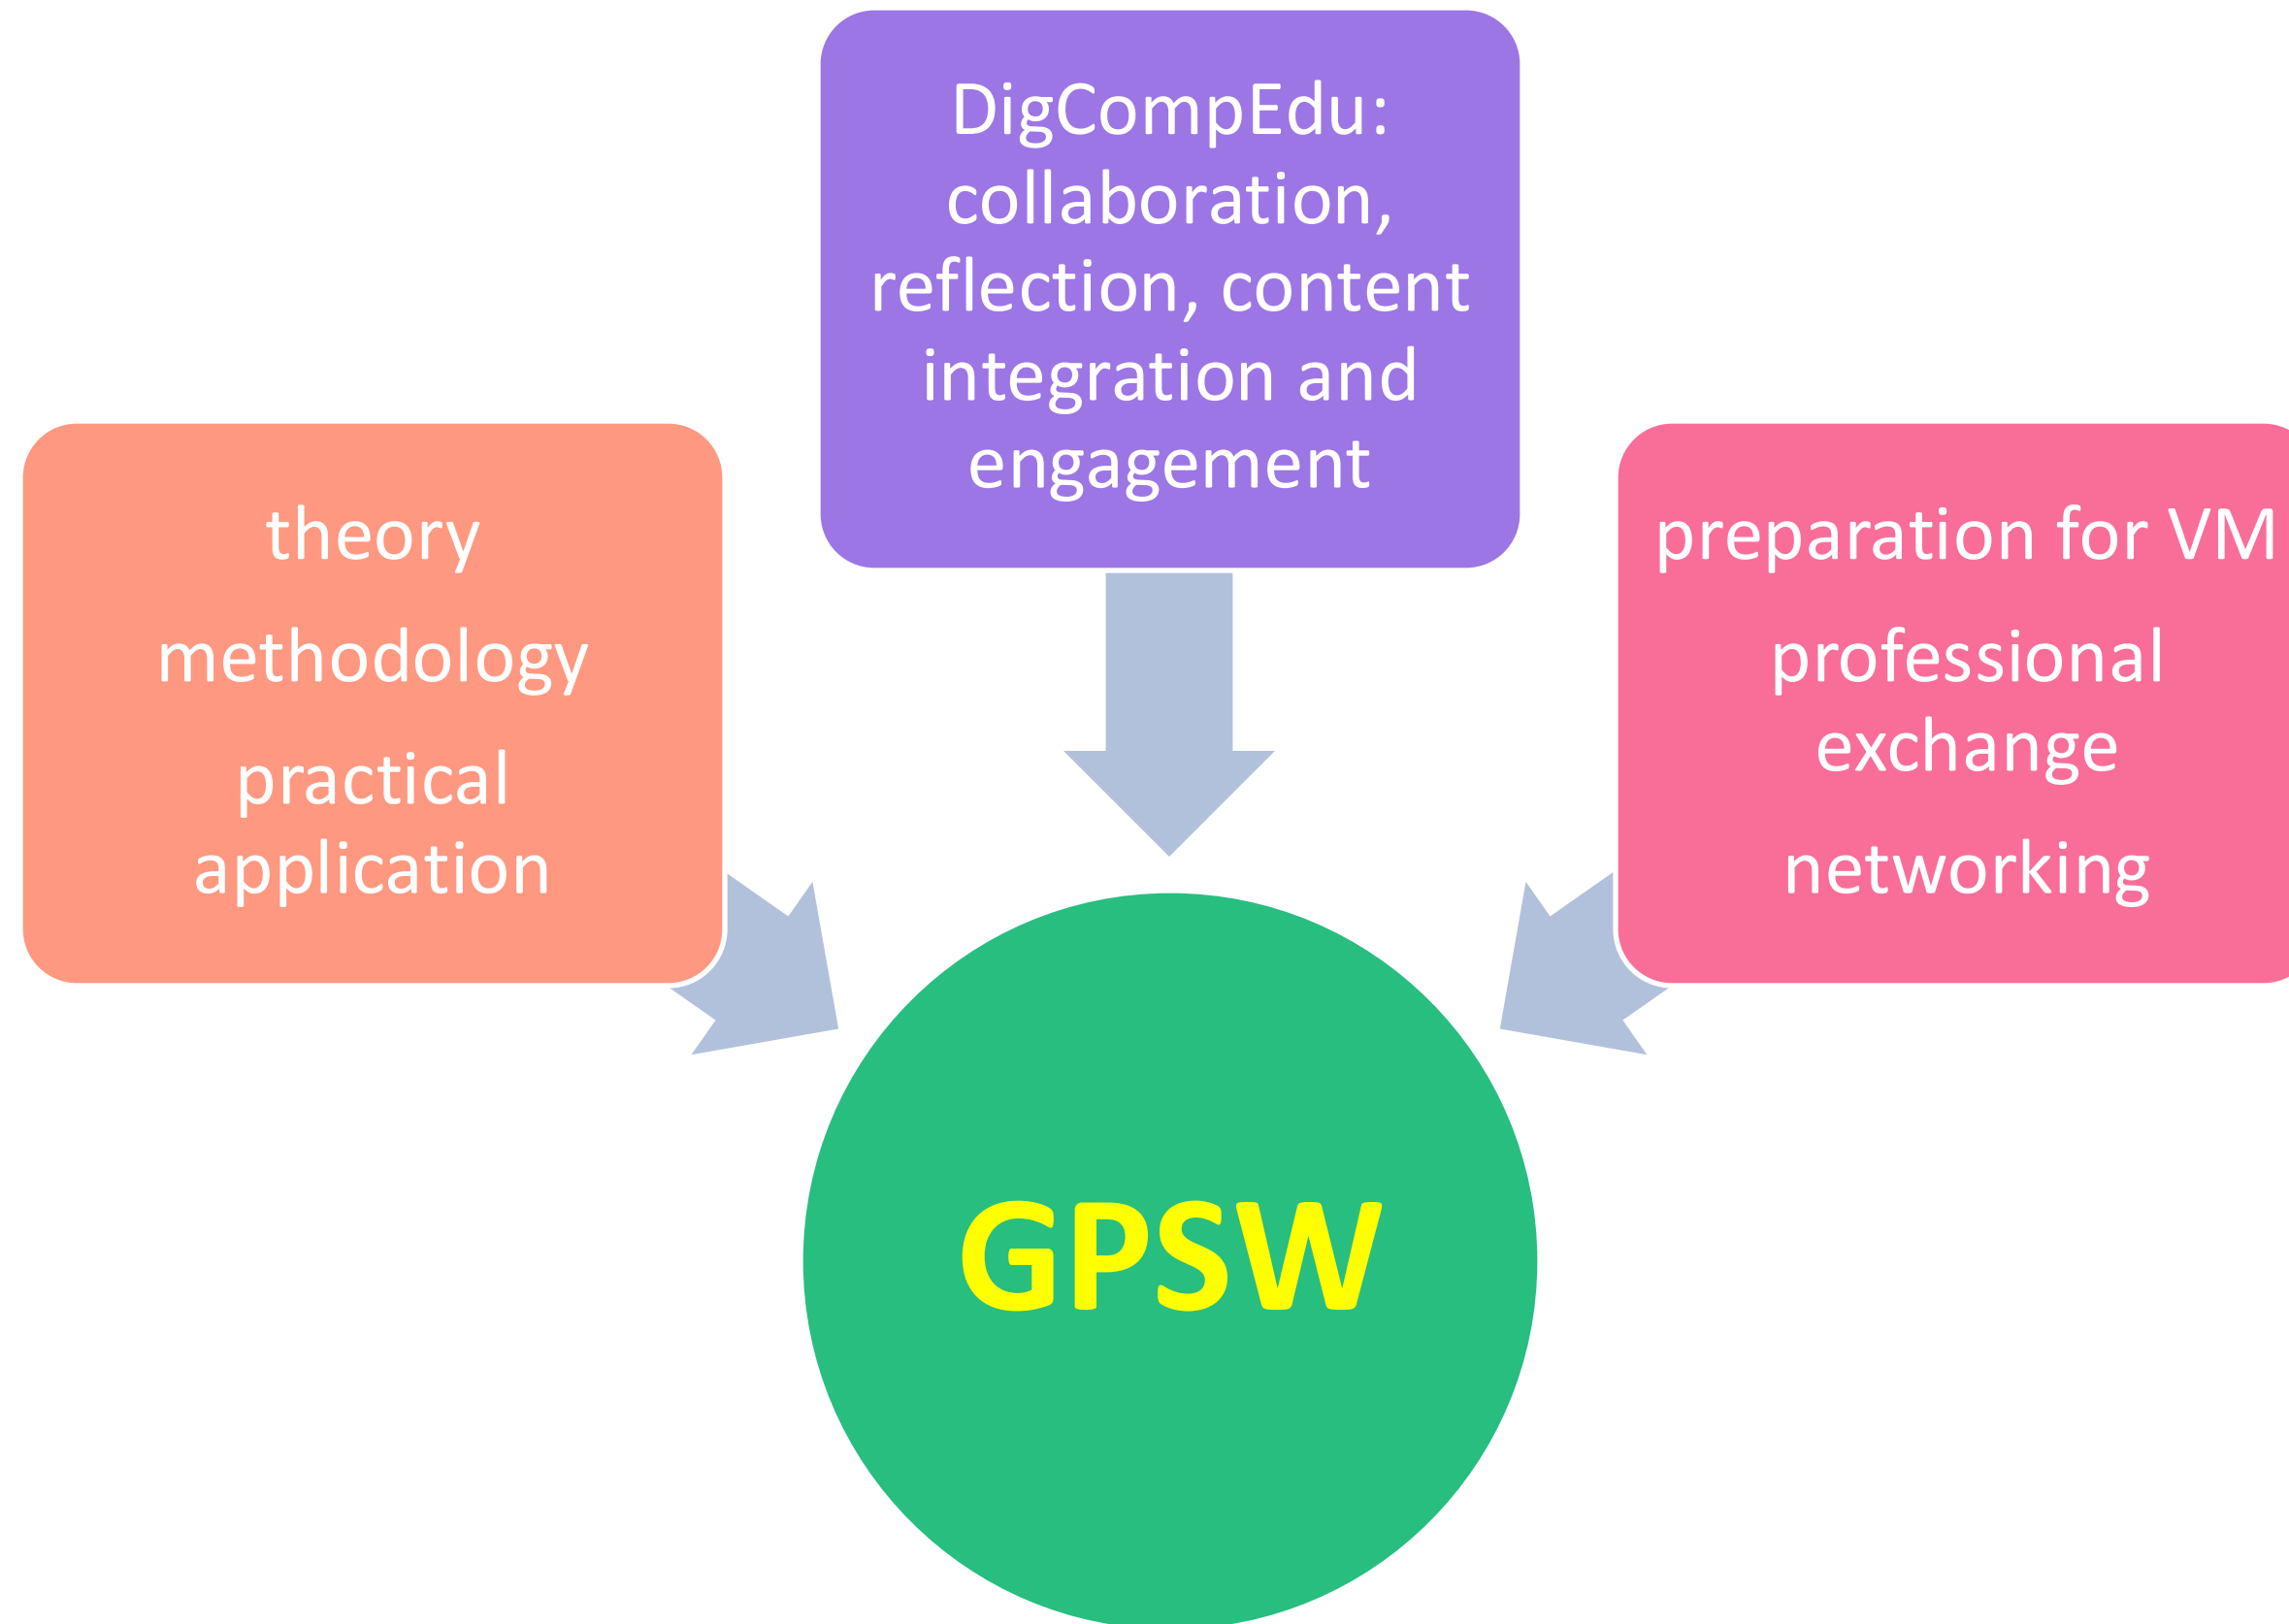 DigCompEdu:
collaboration,
reflection, content
integration and
engagement
theory
methodology
practical
application
preparation for VM
professional
exchange
networking
GPSW